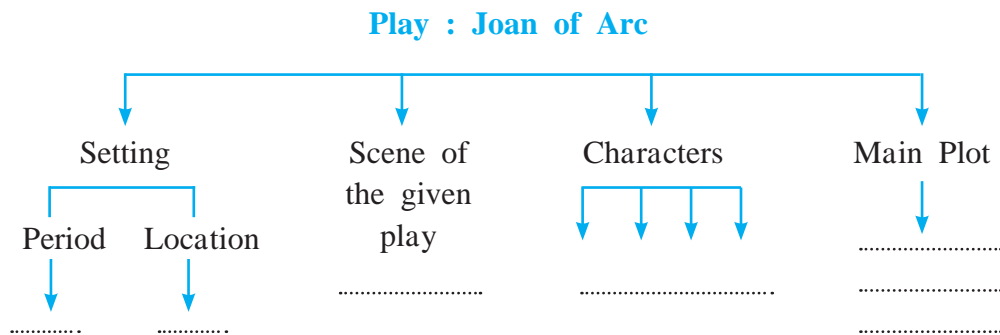 Play : Joan of Arc
Setting
Scene of
the given
play
Characters
Main Plot
Period
Location